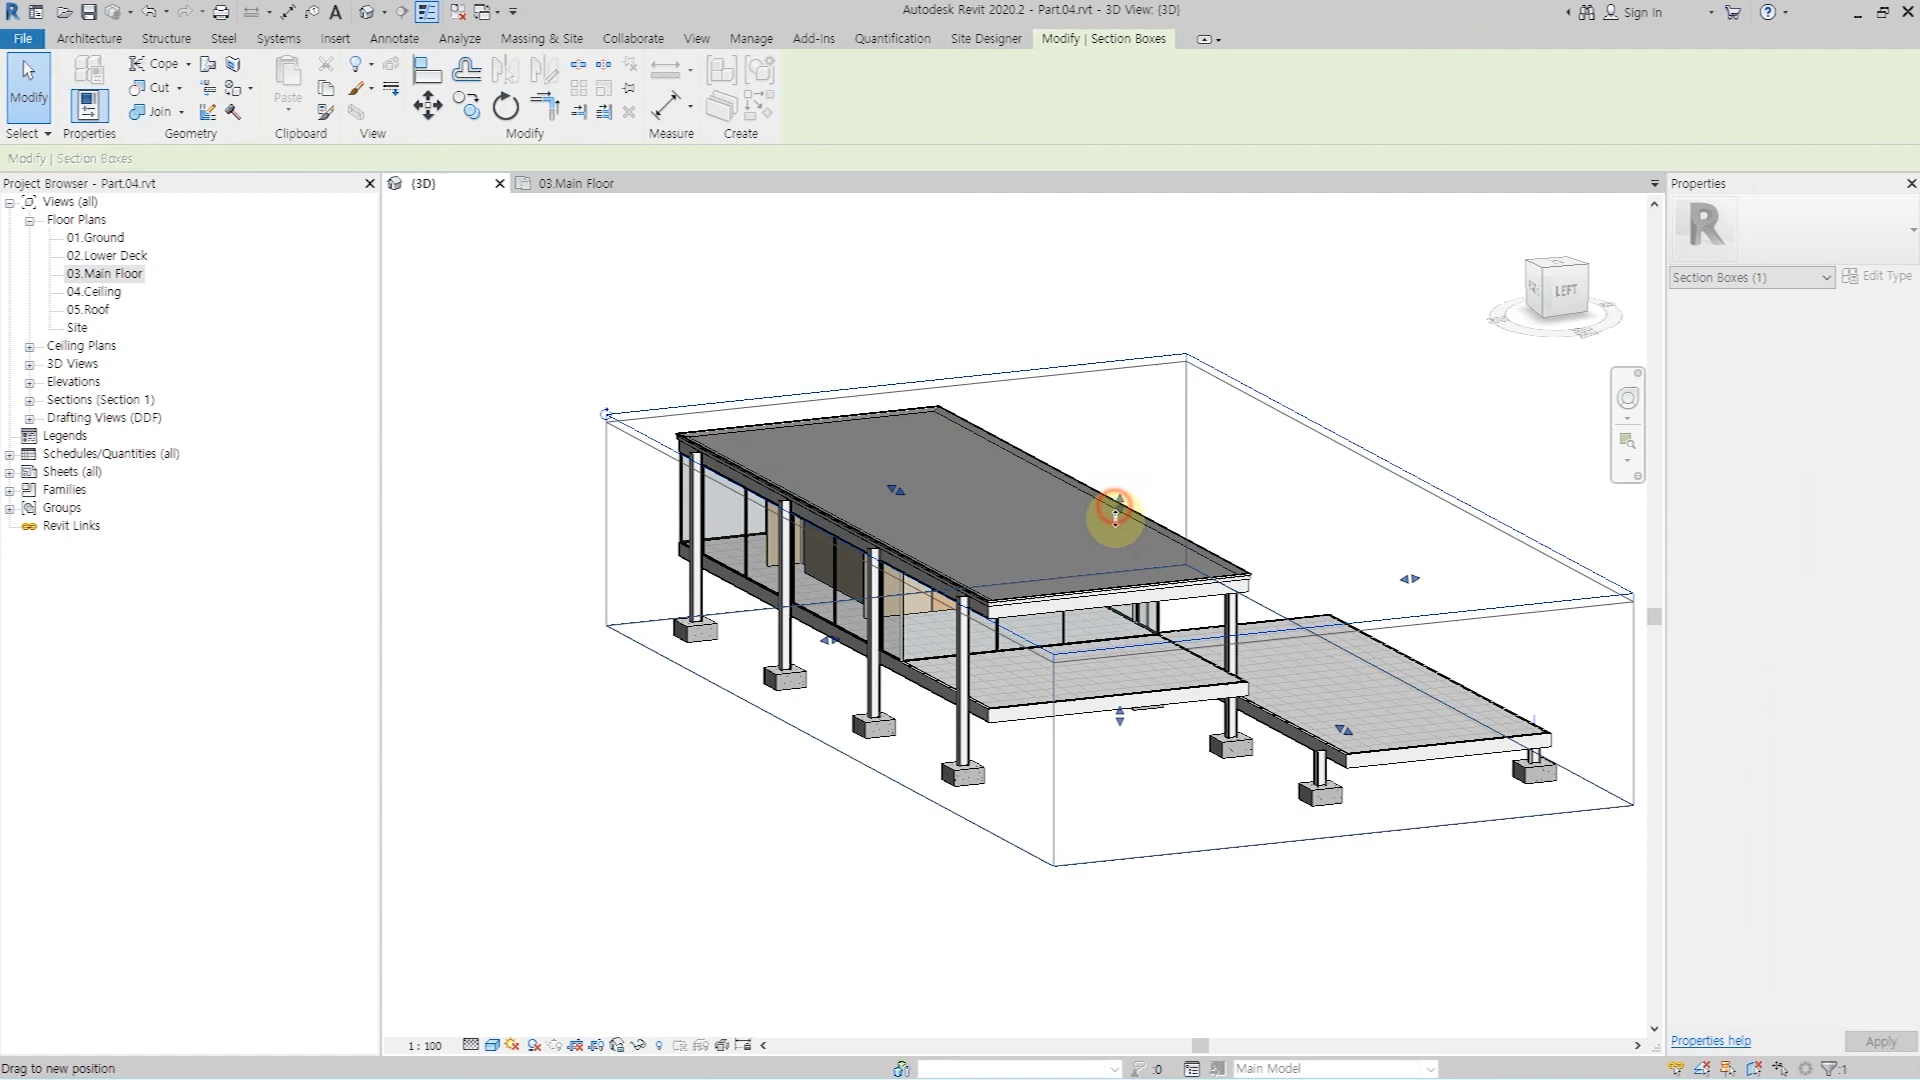 Autodesk Revit 2020.2 - Part.04.rvt - 3D View: {3D}
Sign In
File
Architecture
Structure
Steel
Systems
Insert
Annotate
Analyze
Massing & Site
Collaborate
View
Manage
Add-Ins
Quantification
Site Designer
Modify | Section Boxes
Modify
Cope
Cut
Join
Paste
Select
Properties
Geometry
Clipboard
View
Modify
Measure
Create
Modify | Section Boxes
Project Browser - Part.04.rvt
Views (all)
Floor Plans
01.Ground
02.Lower Deck
03.Main Floor
04.Ceiling
05.Roof
Site
Ceiling Plans
3D Views
Elevations
Sections (Section 1)
Drafting Views (DDF)
Legends
Schedules/Quantities (all)
Sheets (all)
Families
Groups
Revit Links
{3D}
03.Main Floor
LEFT
Properties
R
Section Boxes (1)
Edit Type
Properties help
Apply
1 : 100
Drag to new position
:0
Main Model
:1